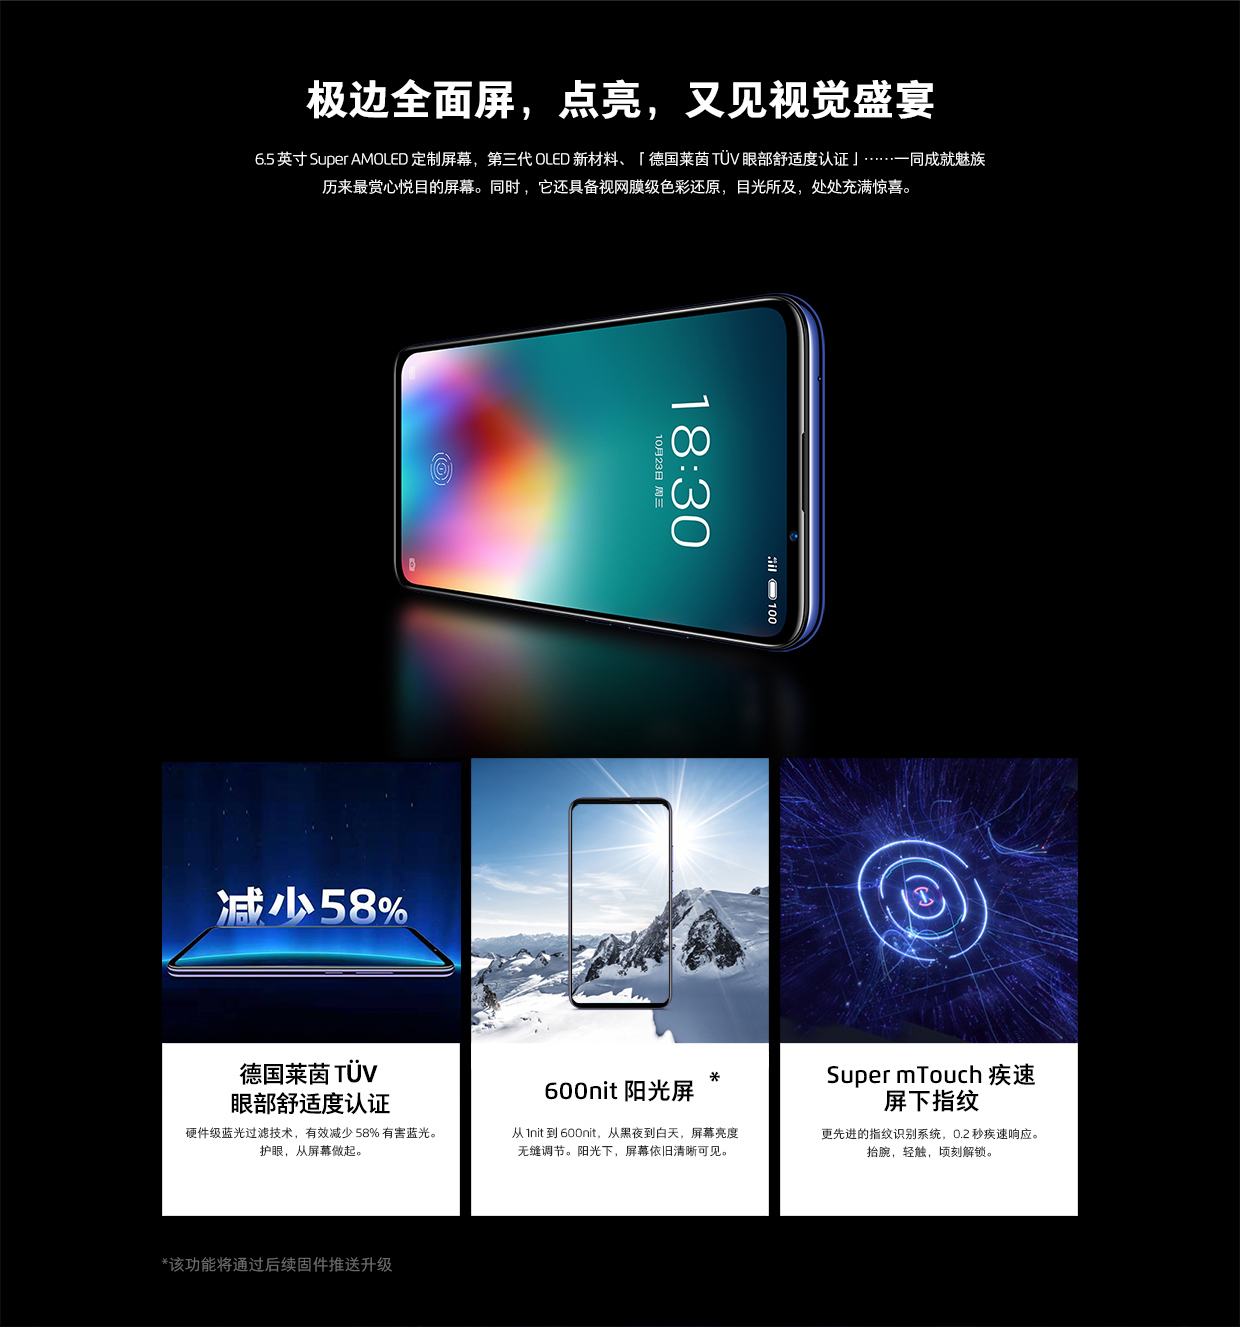 极边全面屏，点亮，又见视觉盛宴
6.5 英寸 Super AMOLED 定制屏幕，第三代 OLED 新材料、「 德国莱茵 TÜV 眼部舒适度认证 」……一同成就魅族
历来最赏心悦目的屏幕。同时 ，它还具备视网膜级色彩还原，目光所及，处处充满惊喜。
18:30
10月23日 周三
100
减少58%
德国莱茵 TÜV
眼部舒适度认证
硬件级蓝光过滤技术，有效减少 58% 有害蓝光。
护眼，从屏幕做起。
600nit 阳光屏 *
从 1nit 到 600nit，从黑夜到白天，屏幕亮度
无缝调节。阳光下，屏幕依旧清晰可见。
Super mTouch 疾速
屏下指纹
更先进的指纹识别系统，0.2 秒疾速响应。
抬腕，轻触，顷刻解锁。
*该功能将通过后续固件推送升级